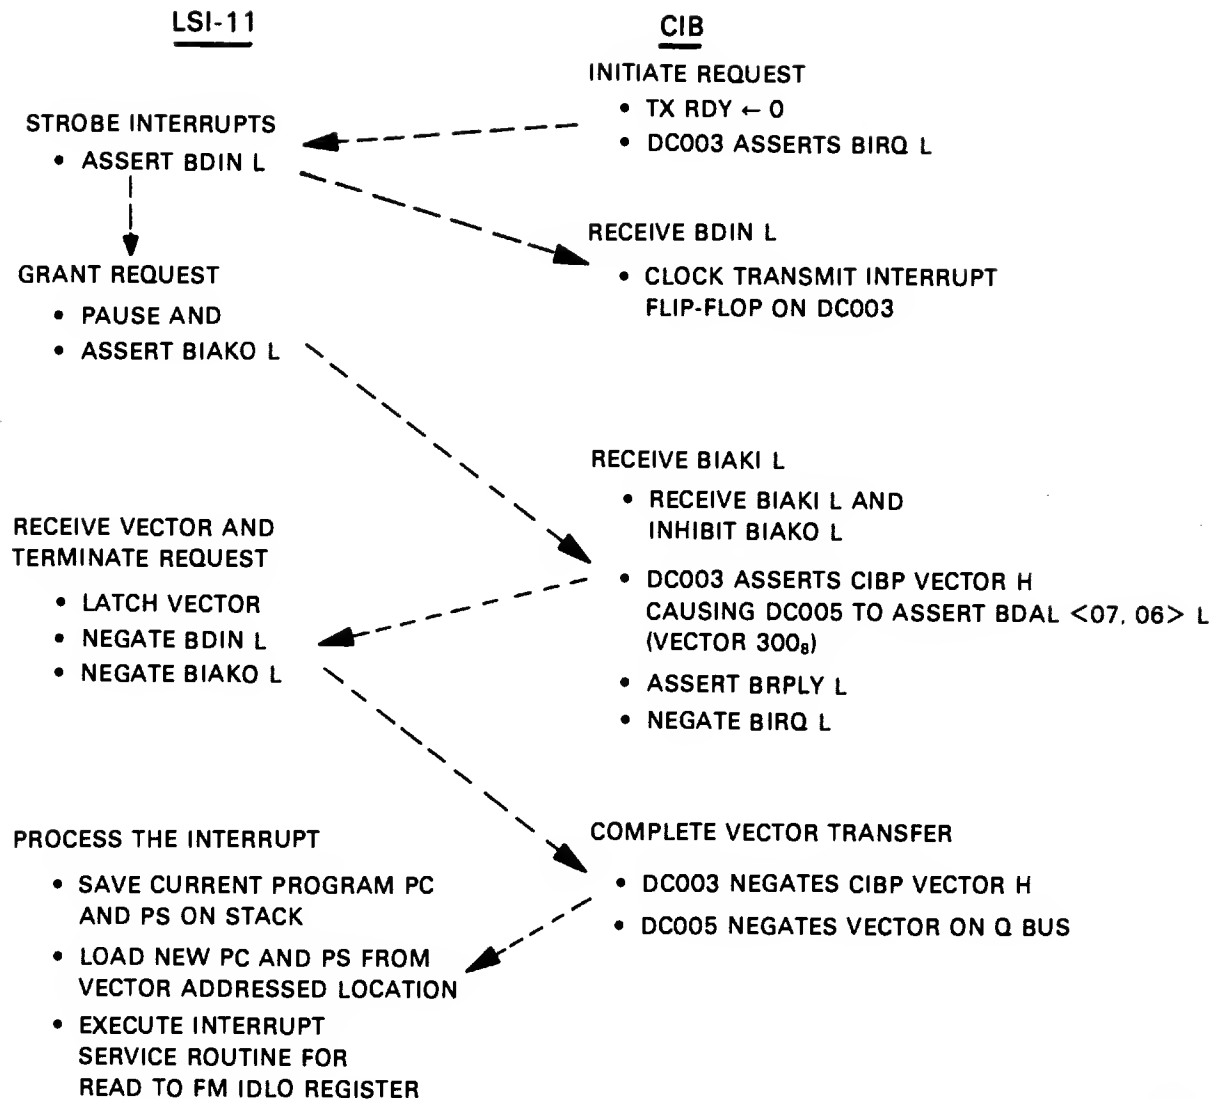 LSI-11
STROBE INTERRUPTS
• ASSERT BDIN L
GRANT REQUEST
• PAUSE AND
• ASSERT BIAKO L
RECEIVE VECTOR AND
TERMINATE REQUEST
• LATCH VECTOR
• NEGATE BDIN L
• NEGATE BIAKO L
PROCESS THE INTERRUPT
• SAVE CURRENT PROGRAM PC
AND PS ON STACK
• LOAD NEW PC AND PS FROM
VECTOR ADDRESSED LOCATION
• EXECUTE INTERRUPT
SERVICE ROUTINE FOR
READ TO FM IDLO REGISTER
CIB
INITIATE REQUEST
• TX RDY ← 0
• DC003 ASSERTS BIRQ L
RECEIVE BDIN L
• CLOCK TRANSMIT INTERRUPT
FLIP-FLOP ON DC003
RECEIVE BIAKI L
• RECEIVE BIAKI L AND
INHIBIT BIAKO L
• DC003 ASSERTS CIBP VECTOR H
CAUSING DC005 TO ASSERT BDAL <07, 06> L
(VECTOR 300₈)
• ASSERT BRPLY L
• NEGATE BIRQ L
COMPLETE VECTOR TRANSFER
• DC003 NEGATES CIBP VECTOR H
• DC005 NEGATES VECTOR ON Q BUS